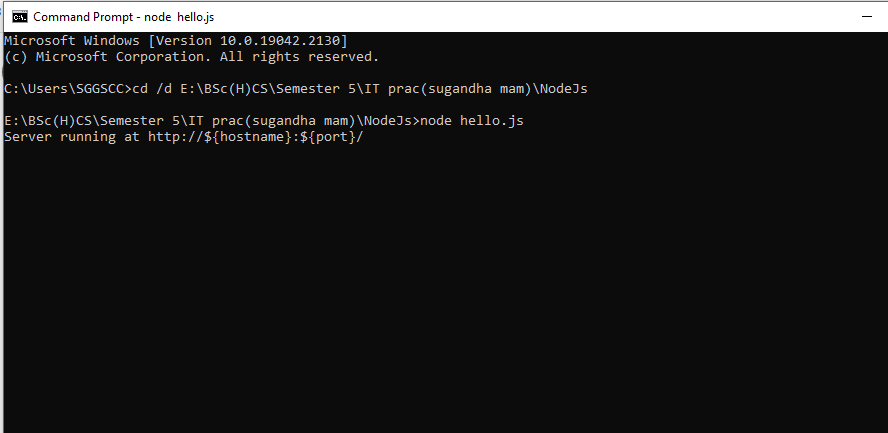 Command Prompt - node hello.js
Microsoft Windows [Version 10.0.19042.2130]
(c) Microsoft Corporation. All rights reserved.
C:\Users\SGGSCC>cd /d E:\BSc(H)CS\Semester 5\IT prac(sugandha mam)\NodeJs
E:\BSc(H)CS\Semester 5\IT prac(sugandha mam)\NodeJs>node hello.js
Server running at http://${hostname}:${port}/